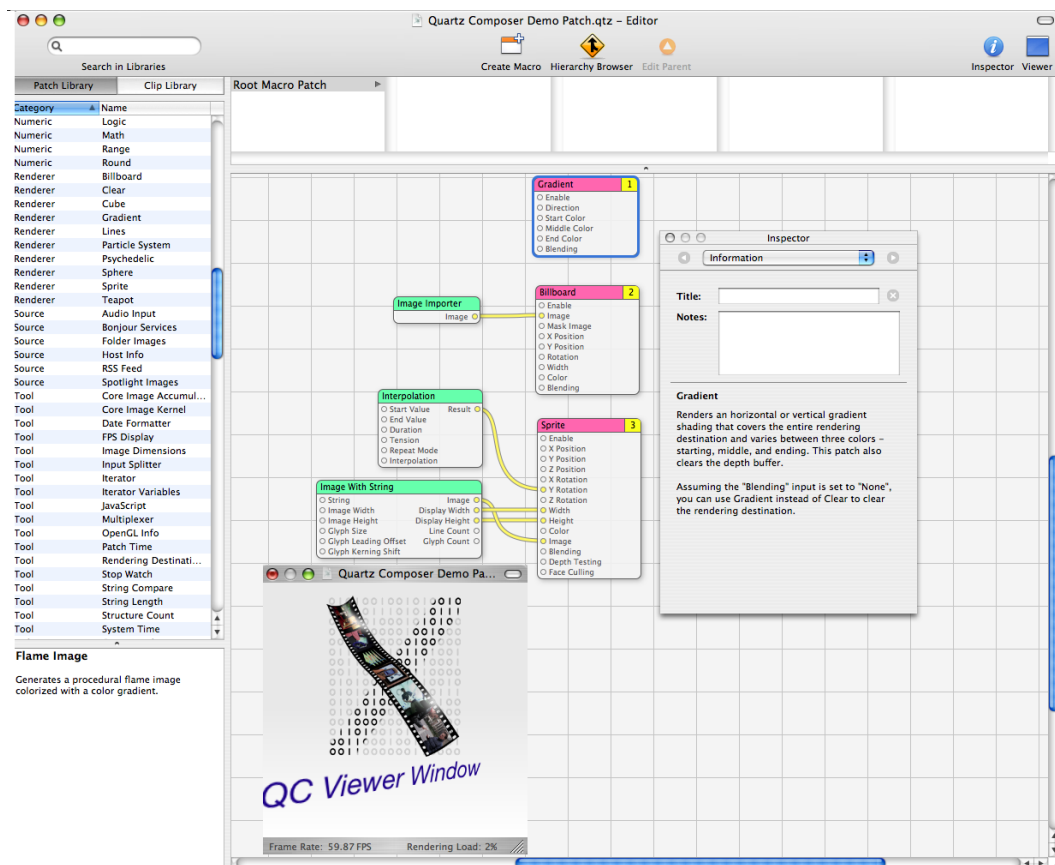 Quartz Composer Demo Patch.qtz – Editor
Search in Libraries
Create Macro Hierarchy Browser Edit Parent
Inspector Viewer
Patch Library Clip Library
Category Name
Numeric Logic
Numeric Math
Numeric Range
Numeric Round
Renderer Billboard
Renderer Clear
Renderer Cube
Renderer Gradient
Renderer Lines
Renderer Particle System
Renderer Psychedelic
Renderer Sphere
Renderer Sprite
Renderer Teapot
Source Audio Input
Source Bonjour Services
Source Folder Images
Source Host Info
Source RSS Feed
Source Spotlight Images
Tool Core Image Accumul...
Tool Core Image Kernel
Tool Date Formatter
Tool FPS Display
Tool Image Dimensions
Tool Input Splitter
Tool Iterator
Tool Iterator Variables
Tool JavaScript
Tool Multiplexer
Tool OpenGL Info
Tool Patch Time
Tool Rendering Destinati...
Tool Stop Watch
Tool String Compare
Tool String Length
Tool Structure Count
Tool System Time
Flame Image
Generates a procedural flame image
colorized with a color gradient.
Root Macro Patch
Gradient 1
Enable
Direction
Start Color
Middle Color
End Color
Blending
Image Importer
Image
Billboard 2
Enable
Image
Mask Image
X Position
Y Position
Rotation
Width
Color
Blending
Interpolation
Start Value Result
End Value
Duration
Tension
Repeat Mode
Interpolation
Image With String
String Image
Image Width Display Width
Image Height Display Height
Glyph Size Line Count
Glyph Leading Offset Glyph Count
Glyph Kerning Shift
Sprite 3
Enable
X Position
Y Position
Z Position
X Rotation
Y Rotation
Z Rotation
Width
Height
Color
Image
Blending
Depth Testing
Face Culling
Inspector
Information
Title:
Notes:
Gradient
Renders an horizontal or vertical gradient
shading that covers the entire rendering
destination and varies between three colors –
starting, middle, and ending. This patch also
clears the depth buffer.
Assuming the "Blending" input is set to "None",
you can use Gradient instead of Clear to clear
the rendering destination.
Quartz Composer Demo Pa...
QC Viewer Window
Frame Rate: 59.87 FPS Rendering Load: 2%